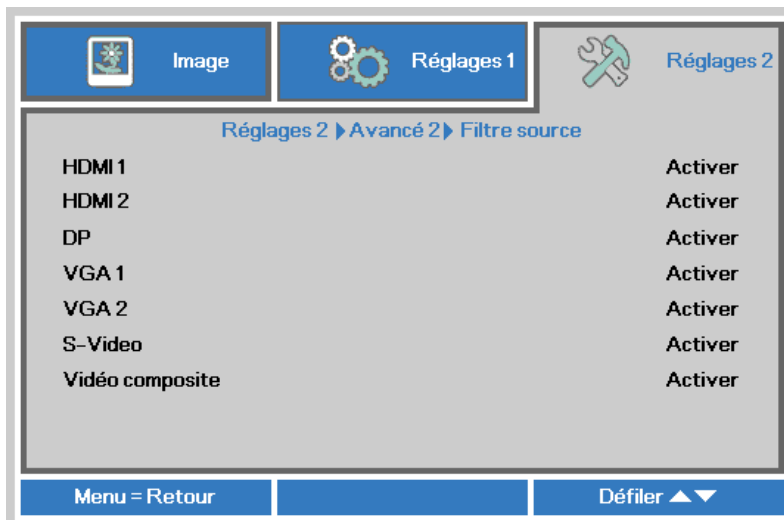 Image
Réglages 1
Réglages 2
Réglages 2 ▶ Avancé 2 ▶ Filtre source
HDMI 1 Activer
HDMI 2 Activer
DP Activer
VGA 1 Activer
VGA 2 Activer
S-Video Activer
Vidéo composite Activer
Menu = Retour
Défiler ▲▼